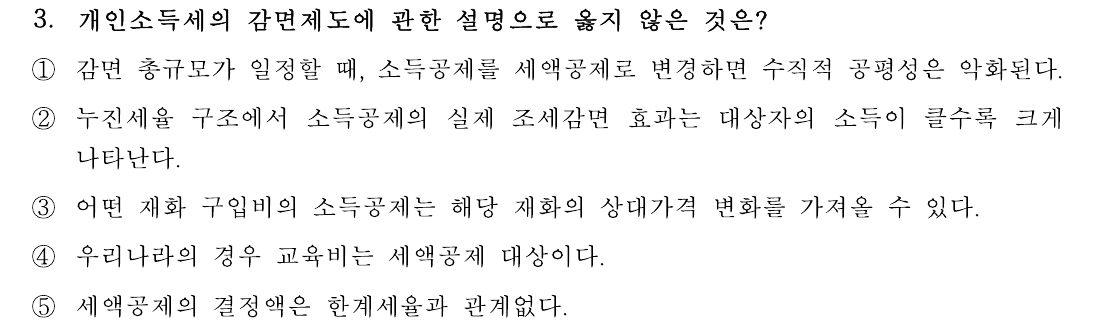 3. 개인소득세의 감면제도에 관한 설명으로 옳지 않은 것은?
① 감면 총규모가 일정할 때, 소득공제를 세액공제로 변경하면 수직적 공평성은 악화된다.
② 누진세율 구조에서 소득공제의 실제 조세감면 효과는 대상자의 소득이 클수록 크게
나타난다.
③ 어떤 재화 구입비의 소득공제는 해당 재화의 상대가격 변화를 가져올 수 있다.
④ 우리나라의 경우 교육비는 세액공제 대상이다.
⑤ 세액공제의 결정액은 한계세율과 관계없다.